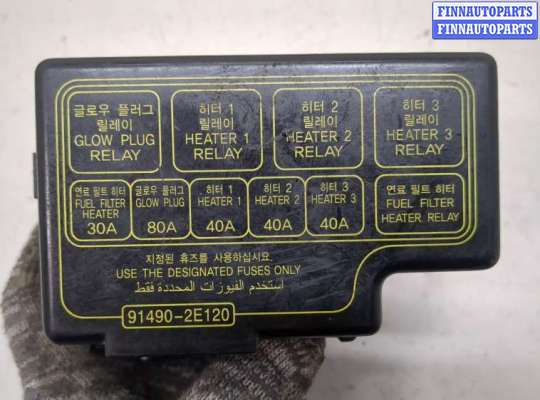 FINNAUTOPARTS
FINNAUTOPARTS
글로우 플러그
릴레이
GLOW PLUG
RELAY
히터 1
릴레이
HEATER 1
RELAY
히터 2
릴레이
HEATER 2
RELAY
히터 3
릴레이
HEATER 3
RELAY
연료 필트 히터
FUEL FILTER
HEATER
30A
글로우 플러그
GLOW PLUG
80A
히터 1
HEATER 1
40A
히터 2
HEATER 2
40A
히터 3
HEATER 3
40A
연료 필트 히터
FUEL FILTER
HEATER RELAY
지정된 휴즈를 사용하십시요.
USE THE DESIGNATED FUSES ONLY
استخدم الفيوزات المحددة فقط
91490-2E120